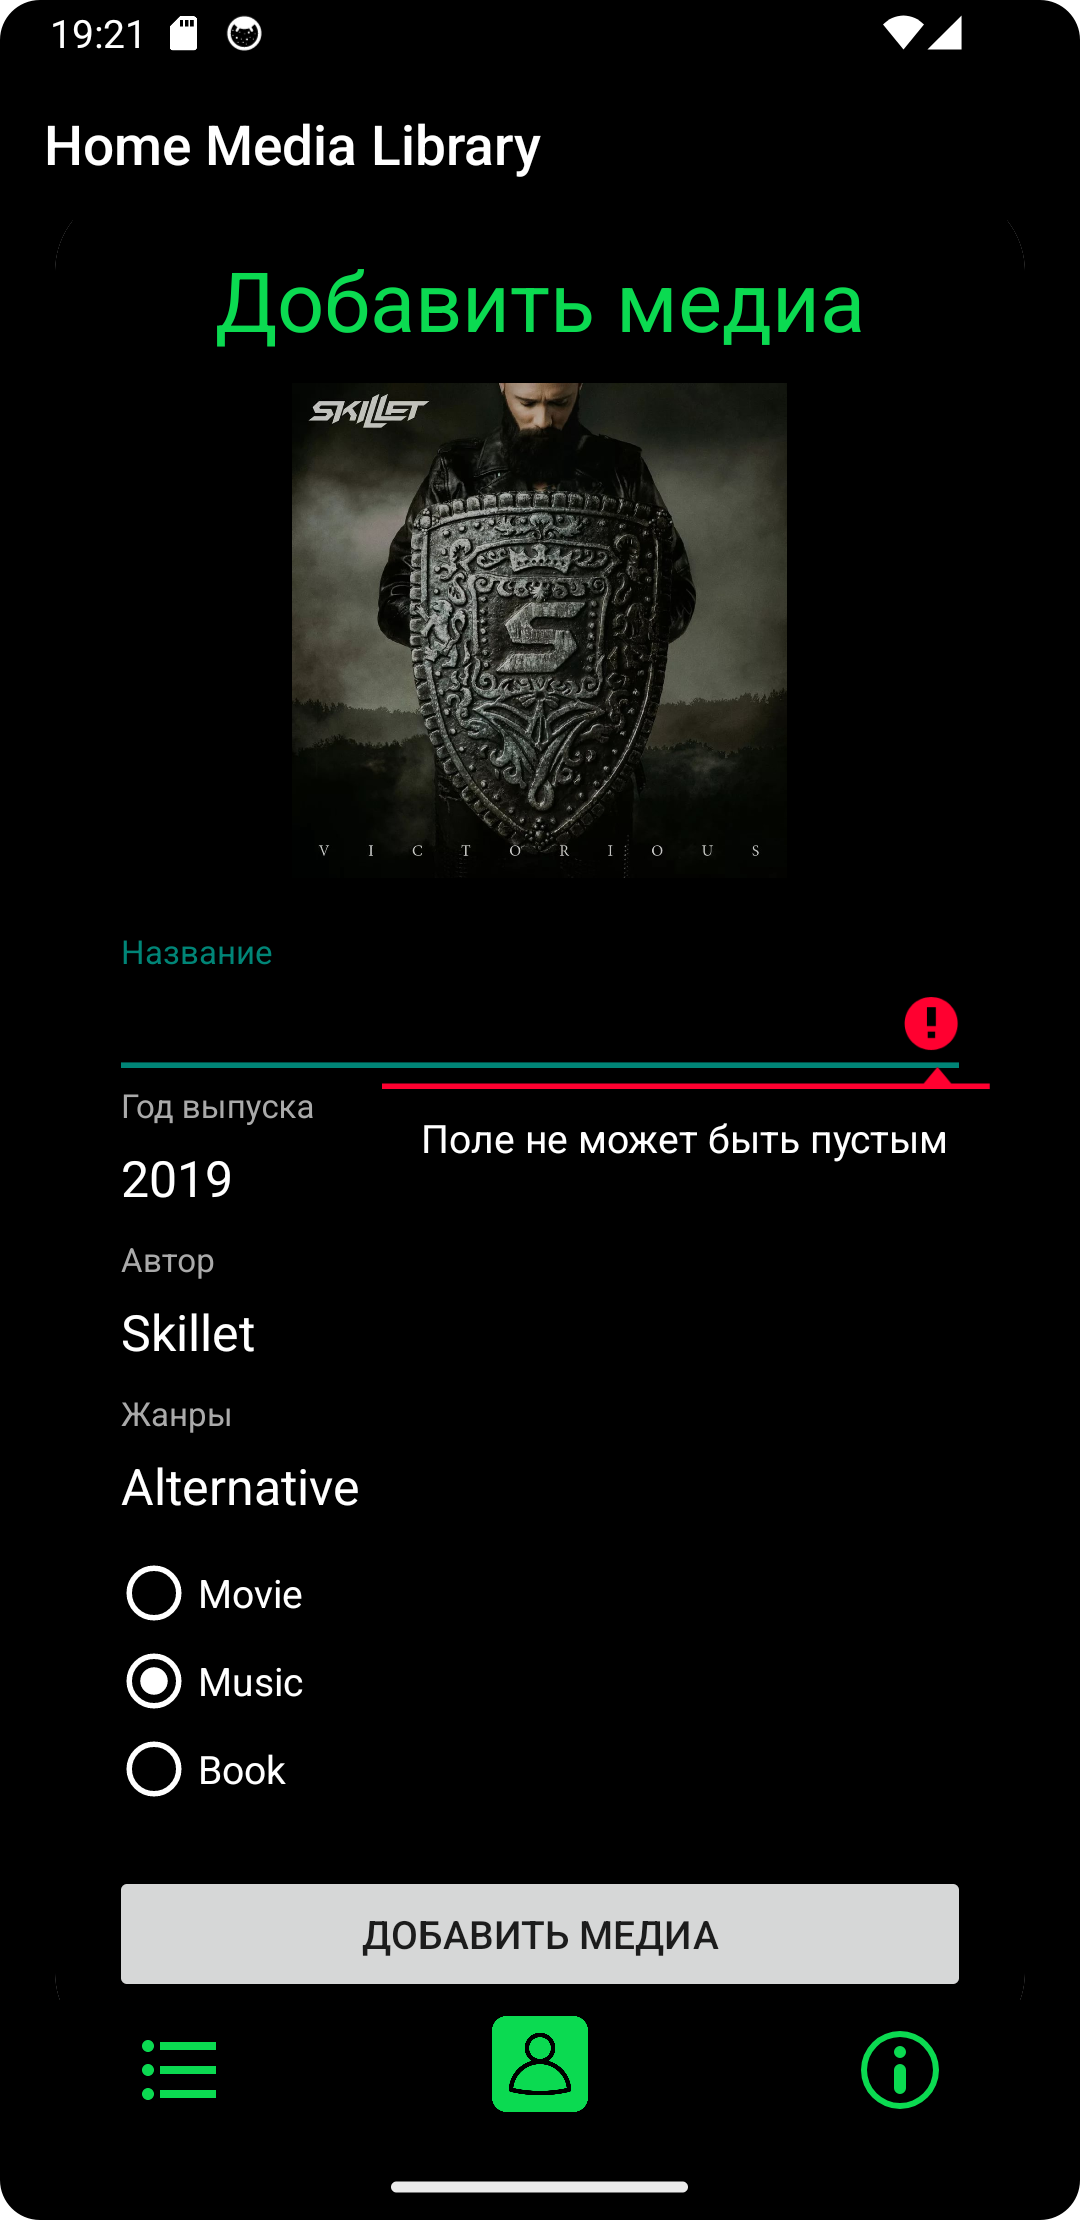 19:21
Home Media Library
Добавить медиа
SKILLET
S
VICTORIOUS
Название
Год выпуска
Поле не может быть пустым
2019
Автор
Skillet
Жанры
Alternative
Movie
Music
Book
ДОБАВИТЬ МЕДИА